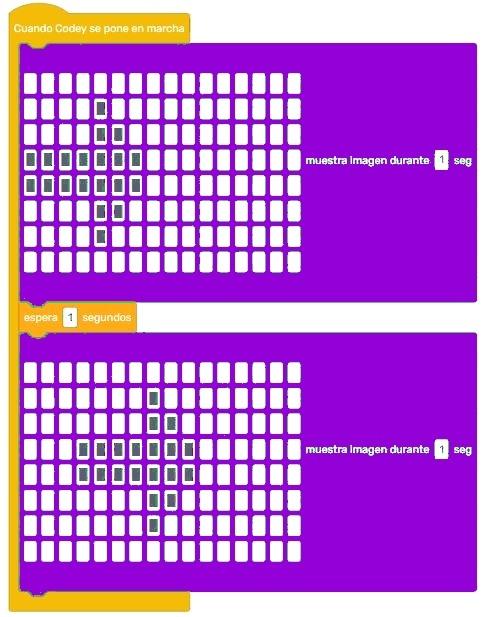 Cuando Codey se pone en marcha
muestra imagen durante 1 seg
espera 1 segundos
muestra imagen durante 1 seg